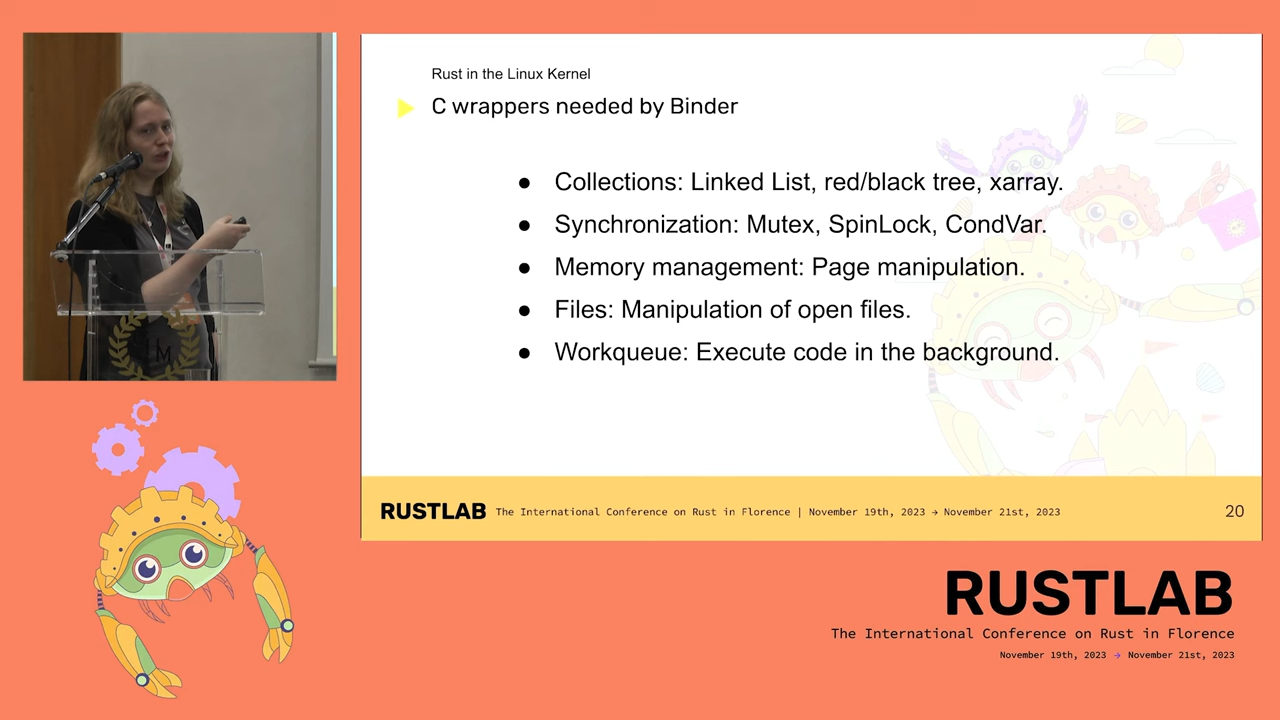 Rust in the Linux Kernel
C wrappers needed by Binder
● Collections: Linked List, red/black tree, xarray.
● Synchronization: Mutex, SpinLock, CondVar.
● Memory management: Page manipulation.
● Files: Manipulation of open files.
● Workqueue: Execute code in the background.
RUSTLAB The International Conference on Rust in Florence | November 19th, 2023 → November 21st, 2023
20
RUSTLAB
The International Conference on Rust in Florence
November 19th, 2023 → November 21st, 2023